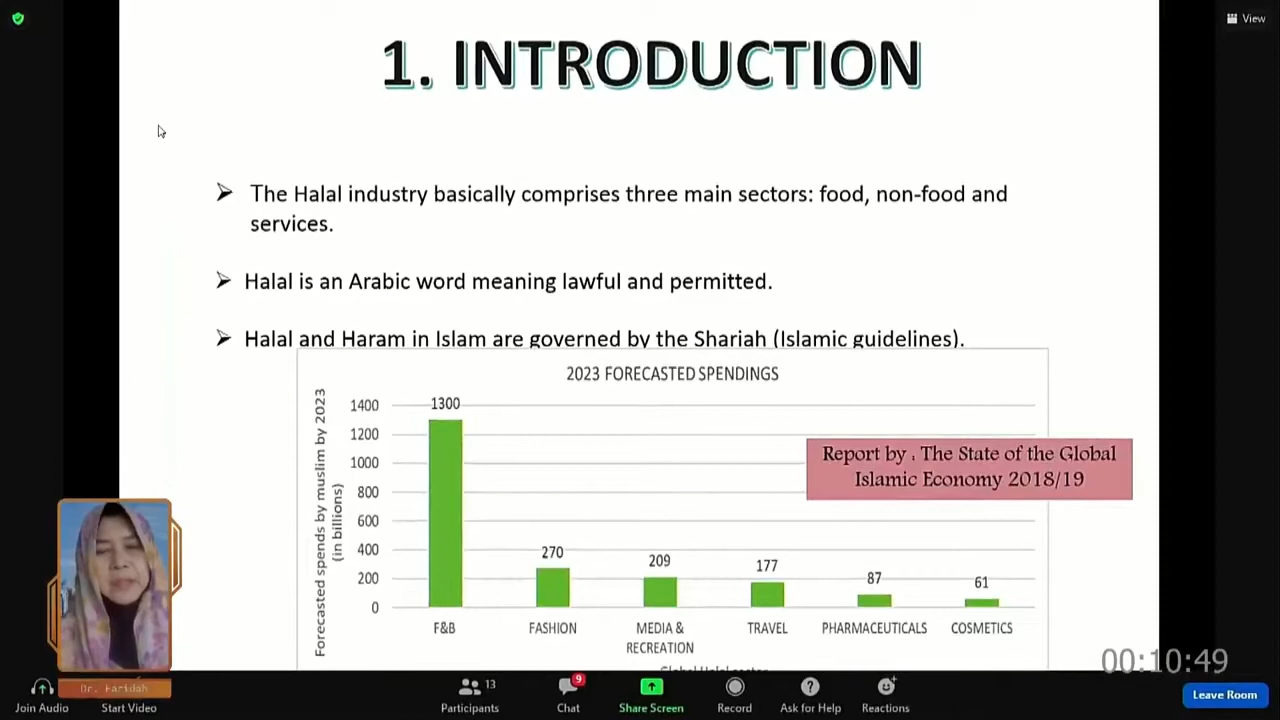 View
1. INTRODUCTION
➢ The Halal industry basically comprises three main sectors: food, non-food and
services.
➢ Halal is an Arabic word meaning lawful and permitted.
➢ Halal and Haram in Islam are governed by the Shariah (Islamic guidelines).
2023 FORECASTED SPENDINGS
Forecasted spends by muslim by 2023
(in billions)
1400
1200
1000
800
600
400
200
0
1300
270
209
177
87
61
Report by : The State of the Global
Islamic Economy 2018/19
F&B
FASHION
MEDIA &
RECREATION
TRAVEL
PHARMACEUTICALS
COSMETICS
Global Halal sector
00:10:49
Dr. Faridah
Join Audio
Start Video
13
Participants
9
Chat
Share Screen
Record
Ask for Help
Reactions
Leave Room